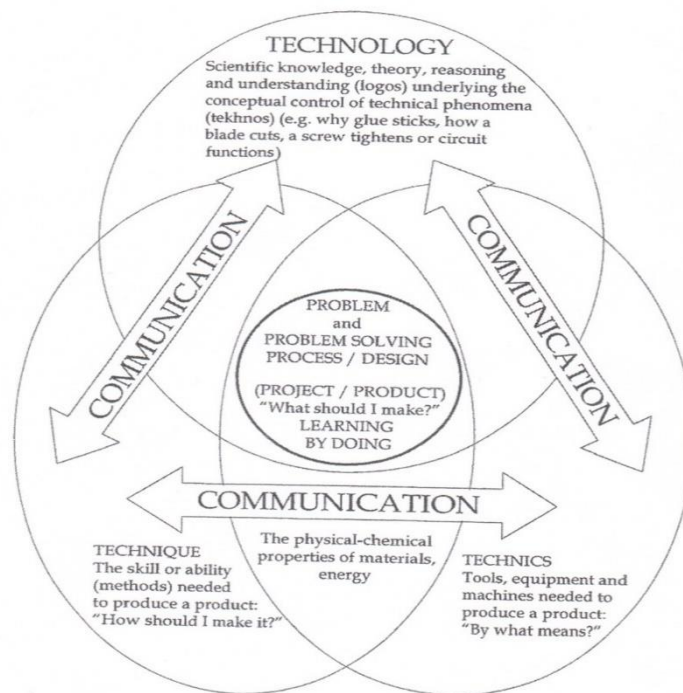 TECHNOLOGY
Scientific knowledge, theory, reasoning
and understanding (logos) underlying the
conceptual control of technical phenomena
(tekhnos) (e.g. why glue sticks, how a
blade cuts, a screw tightens or circuit
functions)
COMMUNICATION
COMMUNICATION
PROBLEM
and
PROBLEM SOLVING
PROCESS / DESIGN
(PROJECT / PRODUCT)
“What should I make?”
LEARNING
BY DOING
COMMUNICATION
The physical-chemical
properties of materials,
energy
TECHNIQUE
The skill or ability
(methods) needed
to produce a product:
“How should I make it?”
TECHNICS
Tools, equipment and
machines needed to
produce a product:
“By what means?”